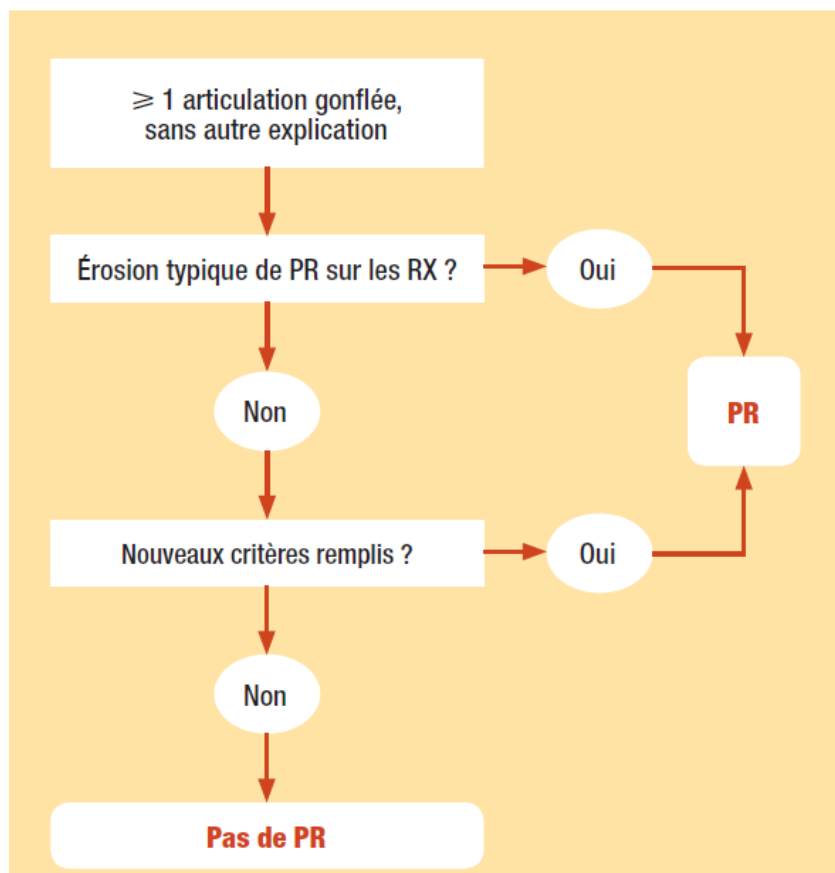 ⩾ 1 articulation gonflée,
sans autre explication
Érosion typique de PR sur les RX ?
Oui
Non
PR
Nouveaux critères remplis ?
Oui
Non
Pas de PR